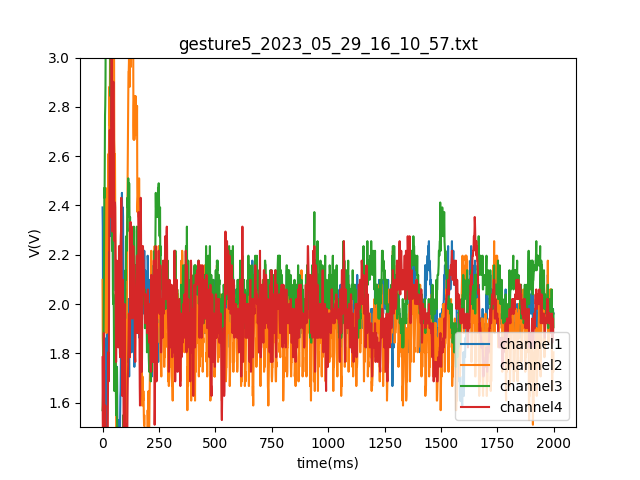 gesture5_2023_05_29_16_10_57.txt
3.0
2.8
2.6
2.4
2.2
2.0
1.8
1.6
V(V)
channel1
channel2
channel3
channel4
0 250 500 750 1000 1250 1500 1750 2000
time(ms)